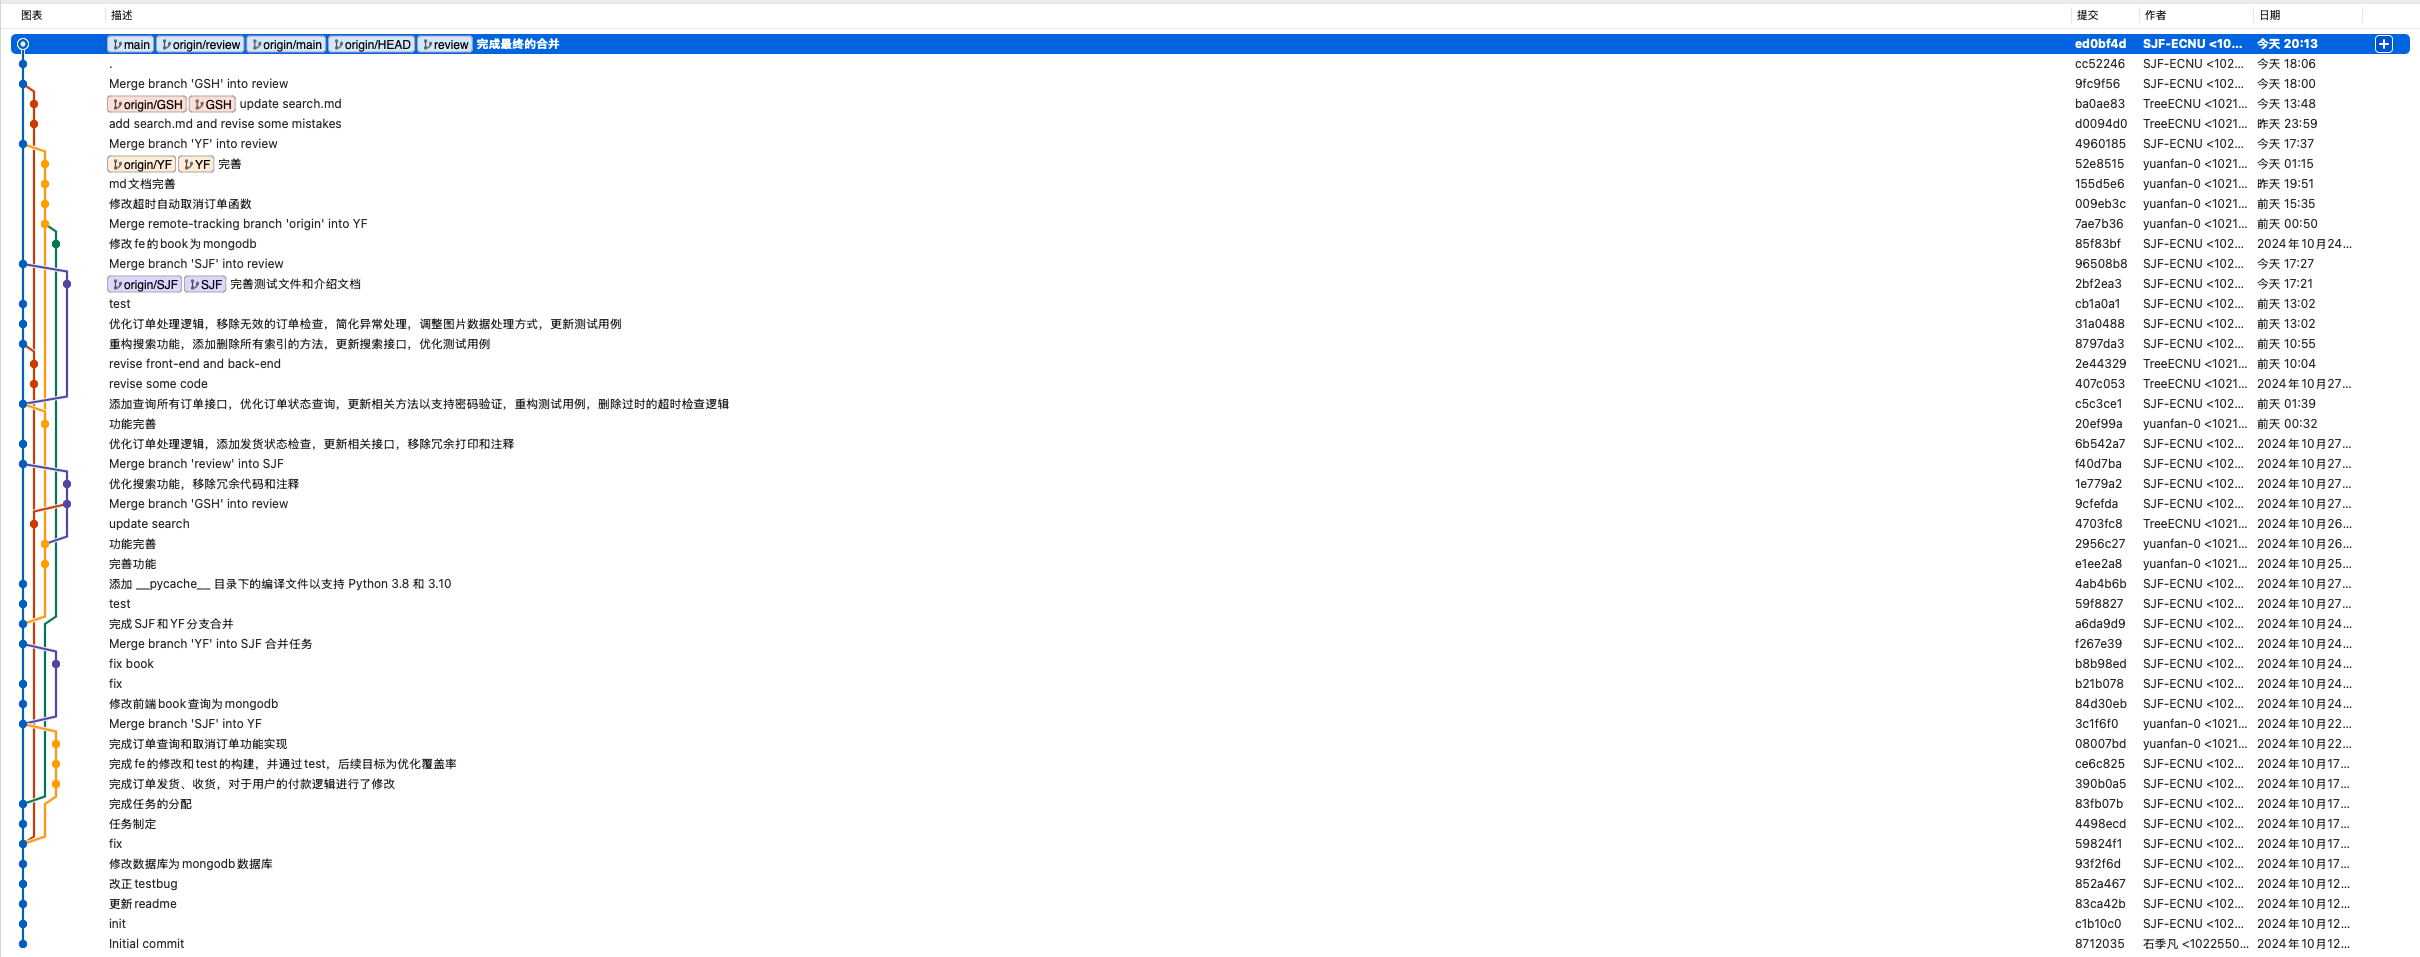 图表 描述 提交 作者 日期
main origin/review origin/main origin/HEAD review 完成最终的合并 ed0bf4d SJF-ECNU <10... 今天 20:13
. cc52246 SJF-ECNU <102... 今天 18:06
Merge branch 'GSH' into review 9fc9f56 SJF-ECNU <102... 今天 18:00
origin/GSH GSH update search.md ba0ae83 TreeECNU <1021... 今天 13:48
add search.md and revise some mistakes d0094d0 TreeECNU <1021... 昨天 23:59
Merge branch 'YF' into review 4960185 SJF-ECNU <102... 今天 17:37
origin/YF YF 完善 52e8515 yuanfan-0 <1021... 今天 01:15
md文档完善 155d5e6 yuanfan-0 <1021... 昨天 19:51
修改超时自动取消订单函数 009eb3c yuanfan-0 <1021... 前天 15:35
Merge remote-tracking branch 'origin' into YF 7ae7b36 yuanfan-0 <1021... 前天 00:50
修改fe的book为mongodb 85f83bf SJF-ECNU <102... 2024年10月24...
Merge branch 'SJF' into review 96508b8 SJF-ECNU <102... 今天 17:27
origin/SJF SJF 完善测试文件和介绍文档 2bf2ea3 SJF-ECNU <102... 今天 17:21
test cb1a0a1 SJF-ECNU <102... 前天 13:02
优化订单处理逻辑，移除无效的订单检查，简化异常处理，调整图片数据处理方式，更新测试用例 31a0488 SJF-ECNU <102... 前天 13:02
重构搜索功能，添加删除所有索引的方法，更新搜索接口，优化测试用例 8797da3 SJF-ECNU <102... 前天 10:55
revise front-end and back-end 2e44329 TreeECNU <1021... 前天 10:04
revise some code 407c053 TreeECNU <1021... 2024年10月27...
添加查询所有订单接口，优化订单状态查询，更新相关方法以支持密码验证，重构测试用例，删除过时的超时检查逻辑 c5c3ce1 SJF-ECNU <102... 前天 01:39
功能完善 20ef99a yuanfan-0 <1021... 前天 00:32
优化订单处理逻辑，添加发货状态检查，更新相关接口，移除冗余打印和注释 6b542a7 SJF-ECNU <102... 2024年10月27...
Merge branch 'review' into SJF f40d7ba SJF-ECNU <102... 2024年10月27...
优化搜索功能，移除冗余代码和注释 1e779a2 SJF-ECNU <102... 2024年10月27...
Merge branch 'GSH' into review 9cfefda SJF-ECNU <102... 2024年10月27...
update search 4703fc8 TreeECNU <1021... 2024年10月26...
功能完善 2956c27 yuanfan-0 <1021... 2024年10月26...
完善功能 e1ee2a8 yuanfan-0 <1021... 2024年10月25...
添加 __pycache__ 目录下的编译文件以支持 Python 3.8 和 3.10 4ab4b6b SJF-ECNU <102... 2024年10月27...
test 59f8827 SJF-ECNU <102... 2024年10月27...
完成SJF和YF分支合并 a6da9d9 SJF-ECNU <102... 2024年10月24...
Merge branch 'YF' into SJF 合并任务 f267e39 SJF-ECNU <102... 2024年10月24...
fix book b8b98ed SJF-ECNU <102... 2024年10月24...
fix b21b078 SJF-ECNU <102... 2024年10月24...
修改前端book查询为mongodb 84d30eb SJF-ECNU <102... 2024年10月24...
Merge branch 'SJF' into YF 3c1f6f0 yuanfan-0 <1021... 2024年10月22...
完成订单查询和取消订单功能实现 08007bd yuanfan-0 <1021... 2024年10月22...
完成fe的修改和test的构建，并通过test，后续目标为优化覆盖率 ce6c825 SJF-ECNU <102... 2024年10月17...
完成订单发货、收货，对于用户的付款逻辑进行了修改 390b0a5 SJF-ECNU <102... 2024年10月17...
完成任务的分配 83fb07b SJF-ECNU <102... 2024年10月17...
任务制定 4498ecd SJF-ECNU <102... 2024年10月17...
fix 59824f1 SJF-ECNU <102... 2024年10月17...
修改数据库为mongodb数据库 93f2f6d SJF-ECNU <102... 2024年10月17...
改正testbug 852a467 SJF-ECNU <102... 2024年10月12...
更新readme 83ca42b SJF-ECNU <102... 2024年10月12...
init c1b10c0 SJF-ECNU <102... 2024年10月12...
Initial commit 8712035 石季凡 <1022550... 2024年10月12...